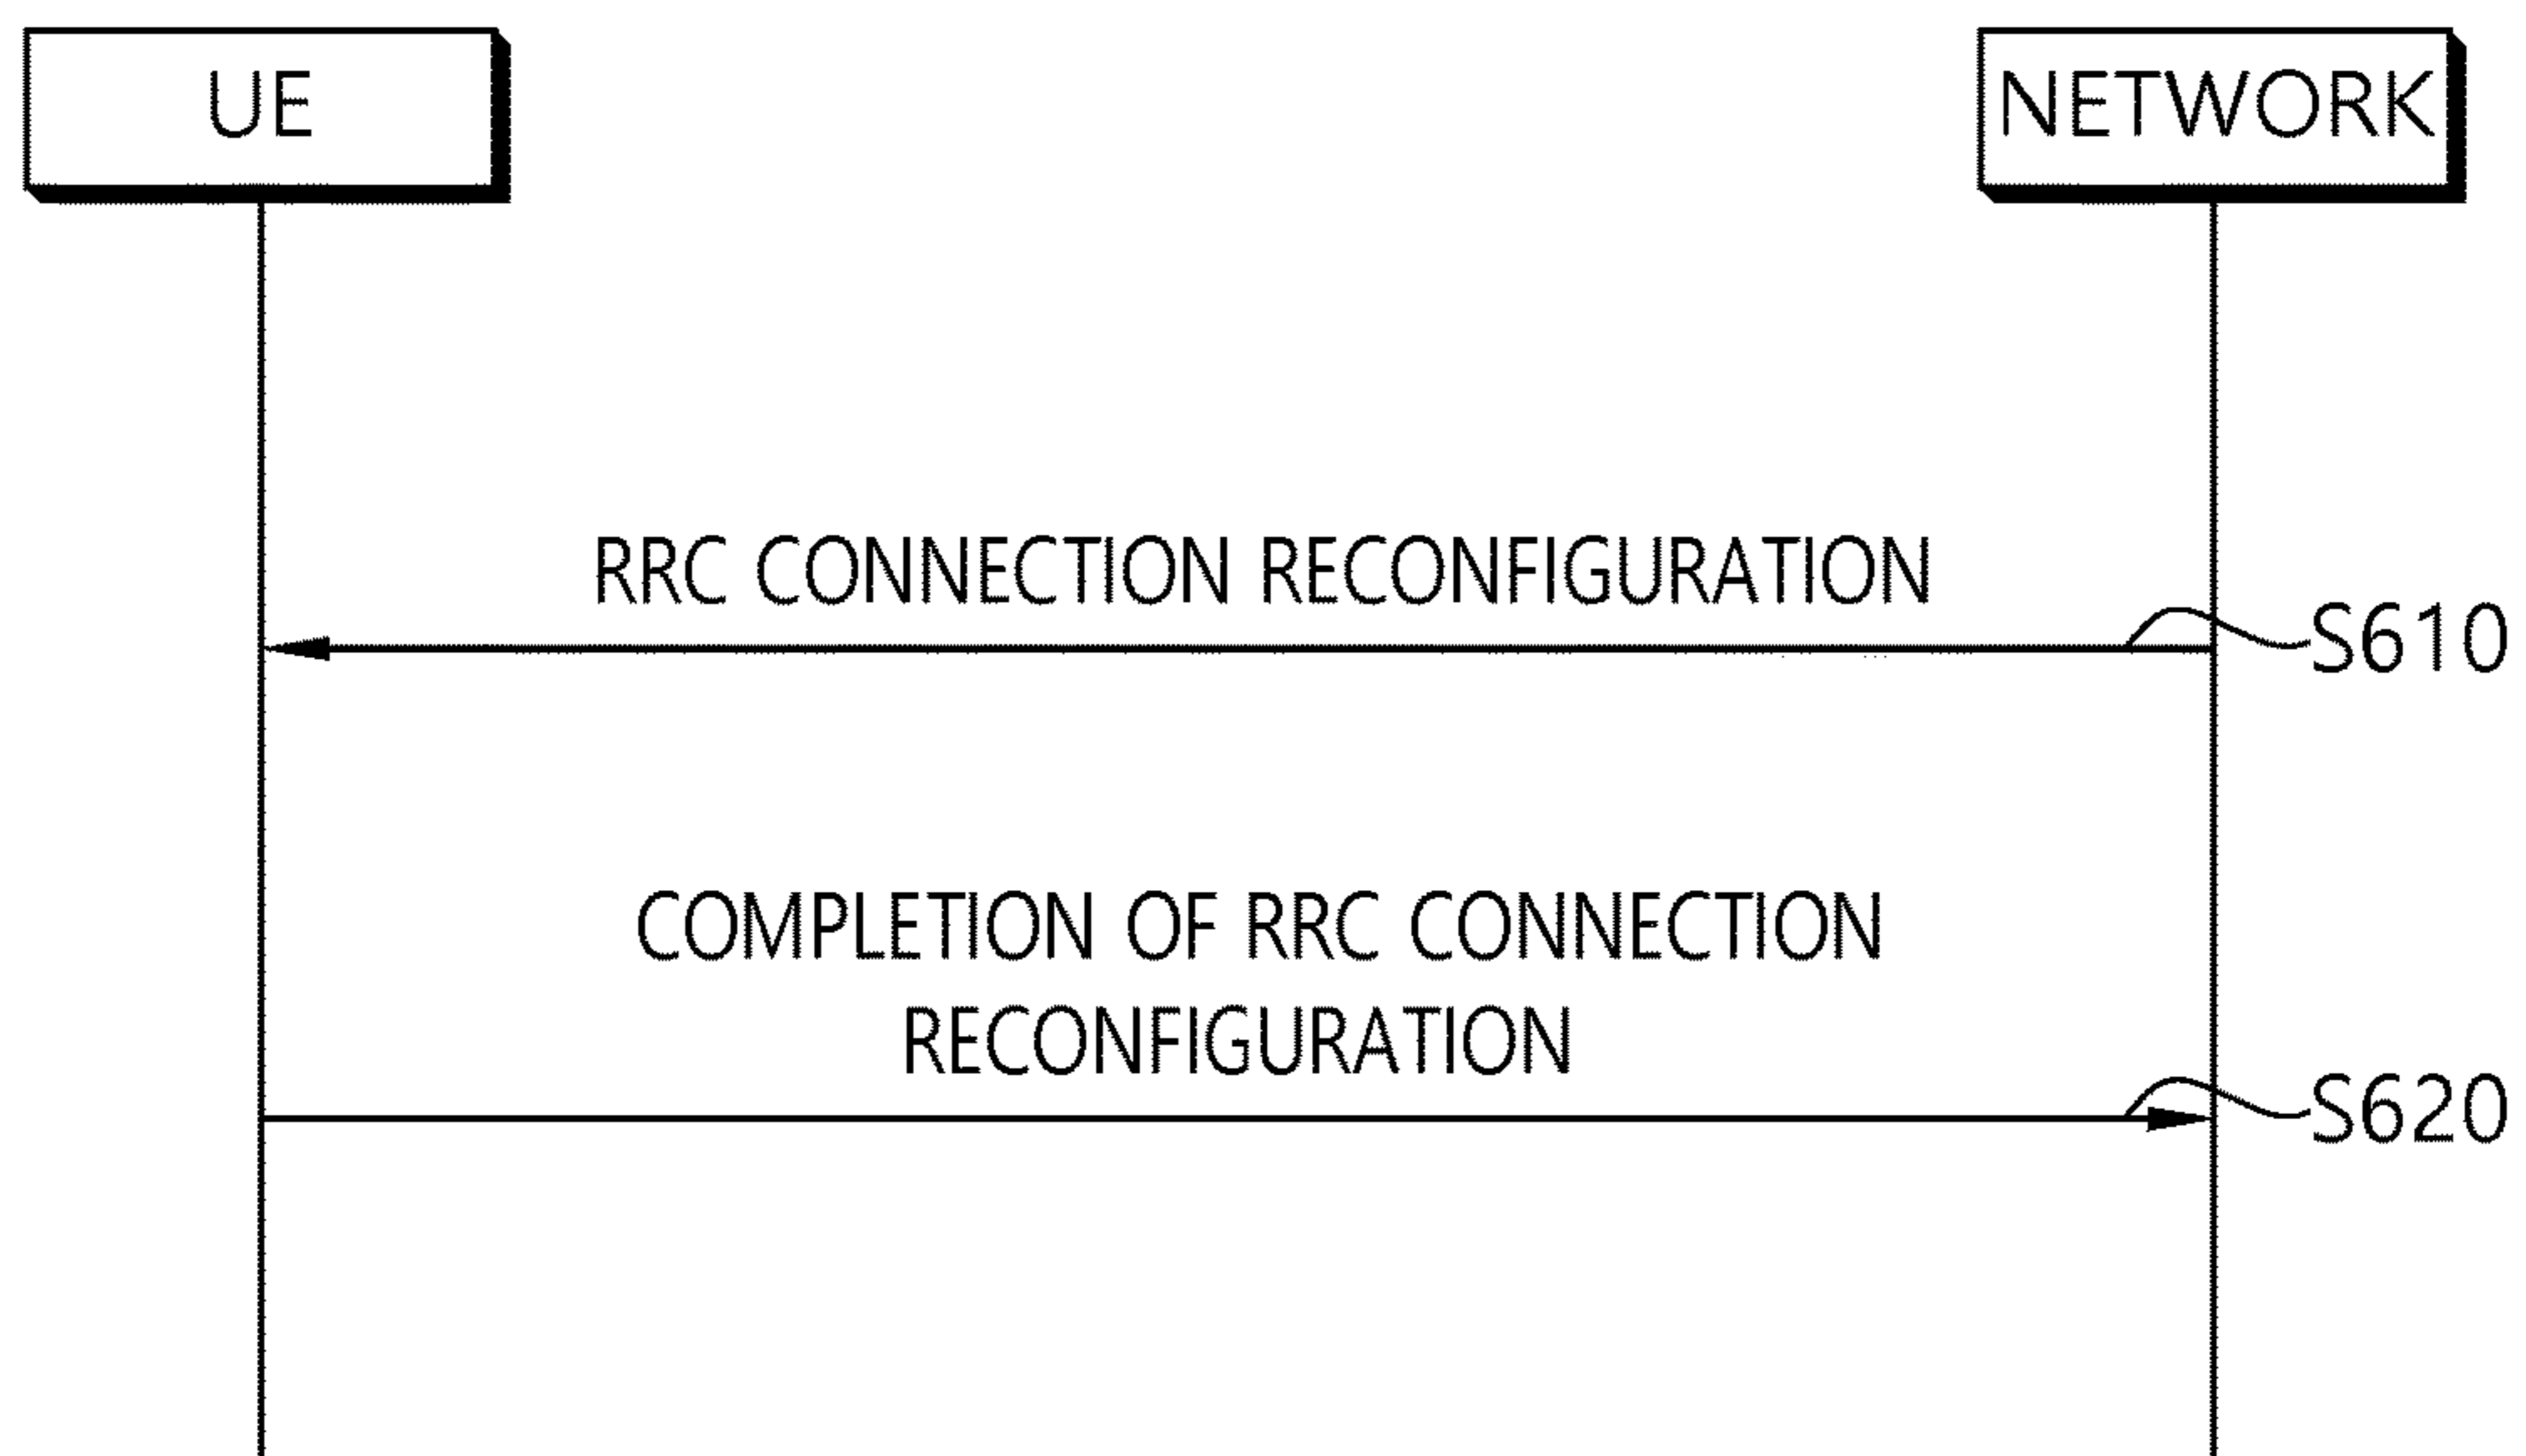 UE
NETWORK
RRC CONNECTION RECONFIGURATION
S610
COMPLETION OF RRC CONNECTION
RECONFIGURATION
S620